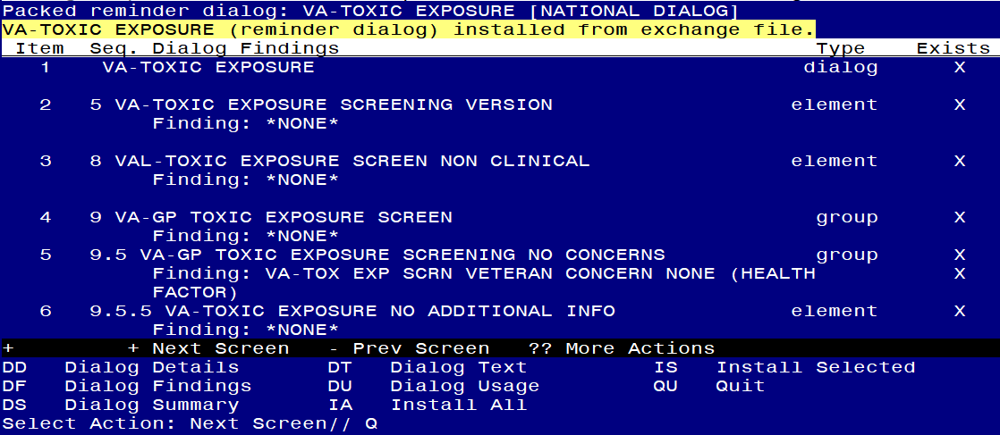 Packed reminder dialog: VA-TOXIC EXPOSURE [NATIONAL DIALOG]
VA-TOXIC EXPOSURE (reminder dialog) installed from exchange file.
Item  Seq. Dialog Findings  Type  Exists
1  VA-TOXIC EXPOSURE  dialog  X
2  5 VA-TOXIC EXPOSURE SCREENING VERSION  element  X
Finding: *NONE*
3  8 VAL-TOXIC EXPOSURE SCREEN NON CLINICAL  element  X
Finding: *NONE*
4  9 VA-GP TOXIC EXPOSURE SCREEN  group  X
Finding: *NONE*
5  9.5 VA-GP TOXIC EXPOSURE SCREENING NO CONCERNS  group  X
Finding: VA-TOX EXP SCRN VETERAN CONCERN NONE (HEALTH  X
FACTOR)
6  9.5.5 VA-TOXIC EXPOSURE NO ADDITIONAL INFO  element  X
Finding: *NONE*
+  + Next Screen  - Prev Screen  ?? More Actions
DD  Dialog Details  DT  Dialog Text  IS  Install Selected
DF  Dialog Findings  DU  Dialog Usage  QU  Quit
DS  Dialog Summary  IA  Install All
Select Action: Next Screen// Q